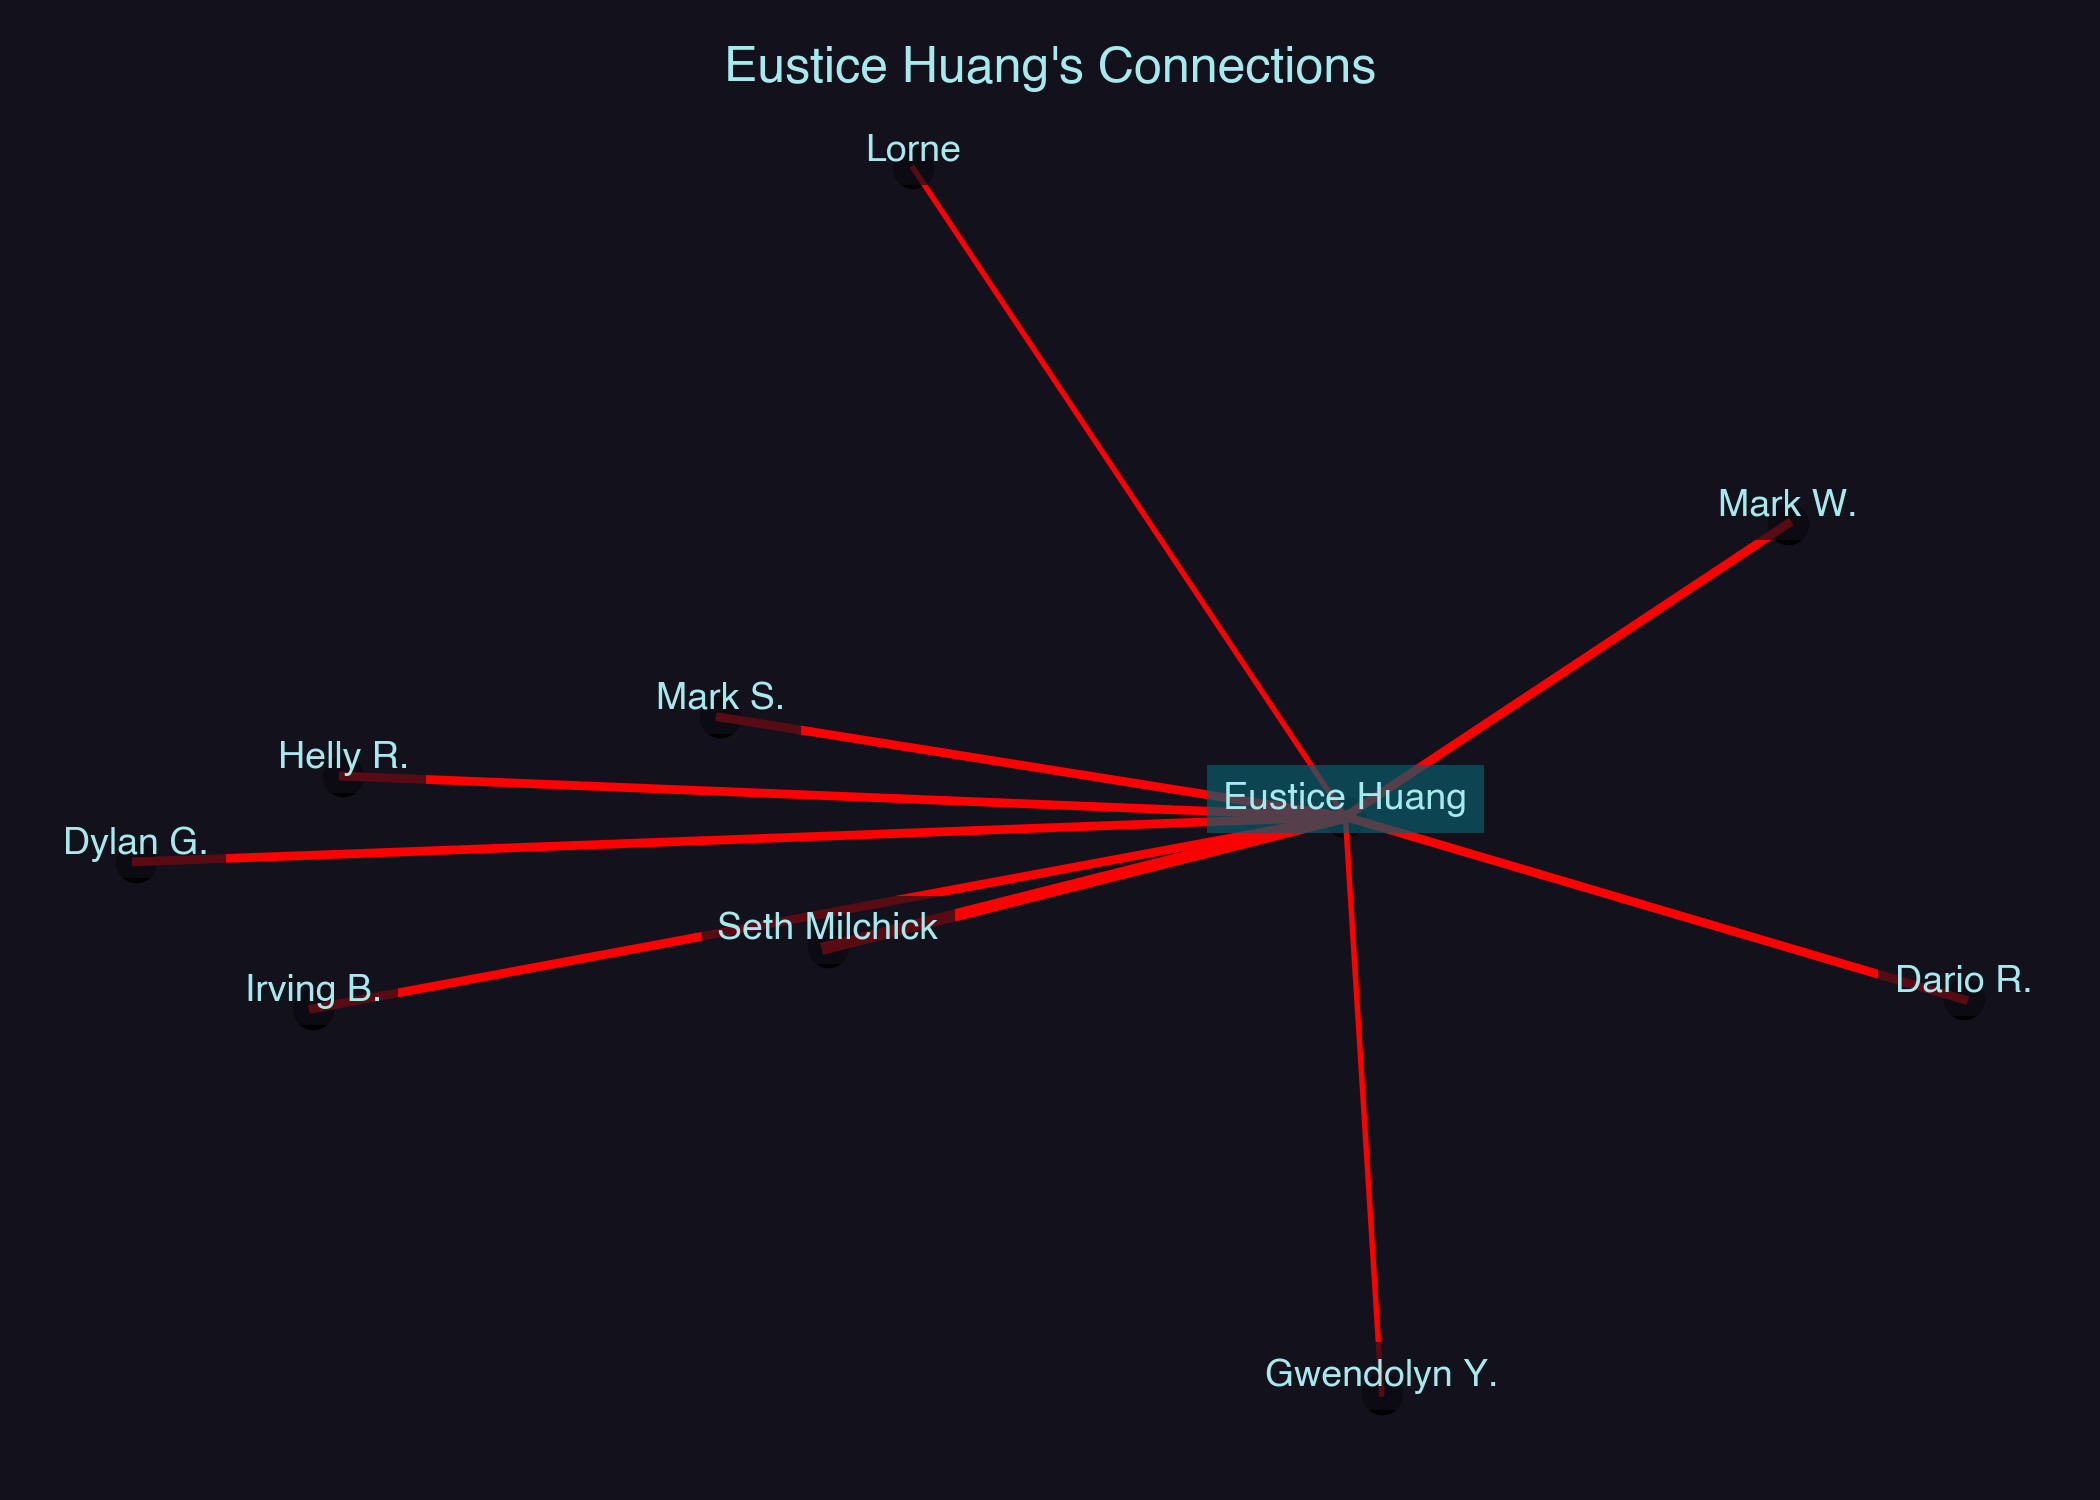 Eustice Huang's Connections
Lorne
Mark W.
Mark S.
Helly R.
Eustice Huang
Dylan G.
Seth Milchick
Irving B.
Dario R.
Gwendolyn Y.